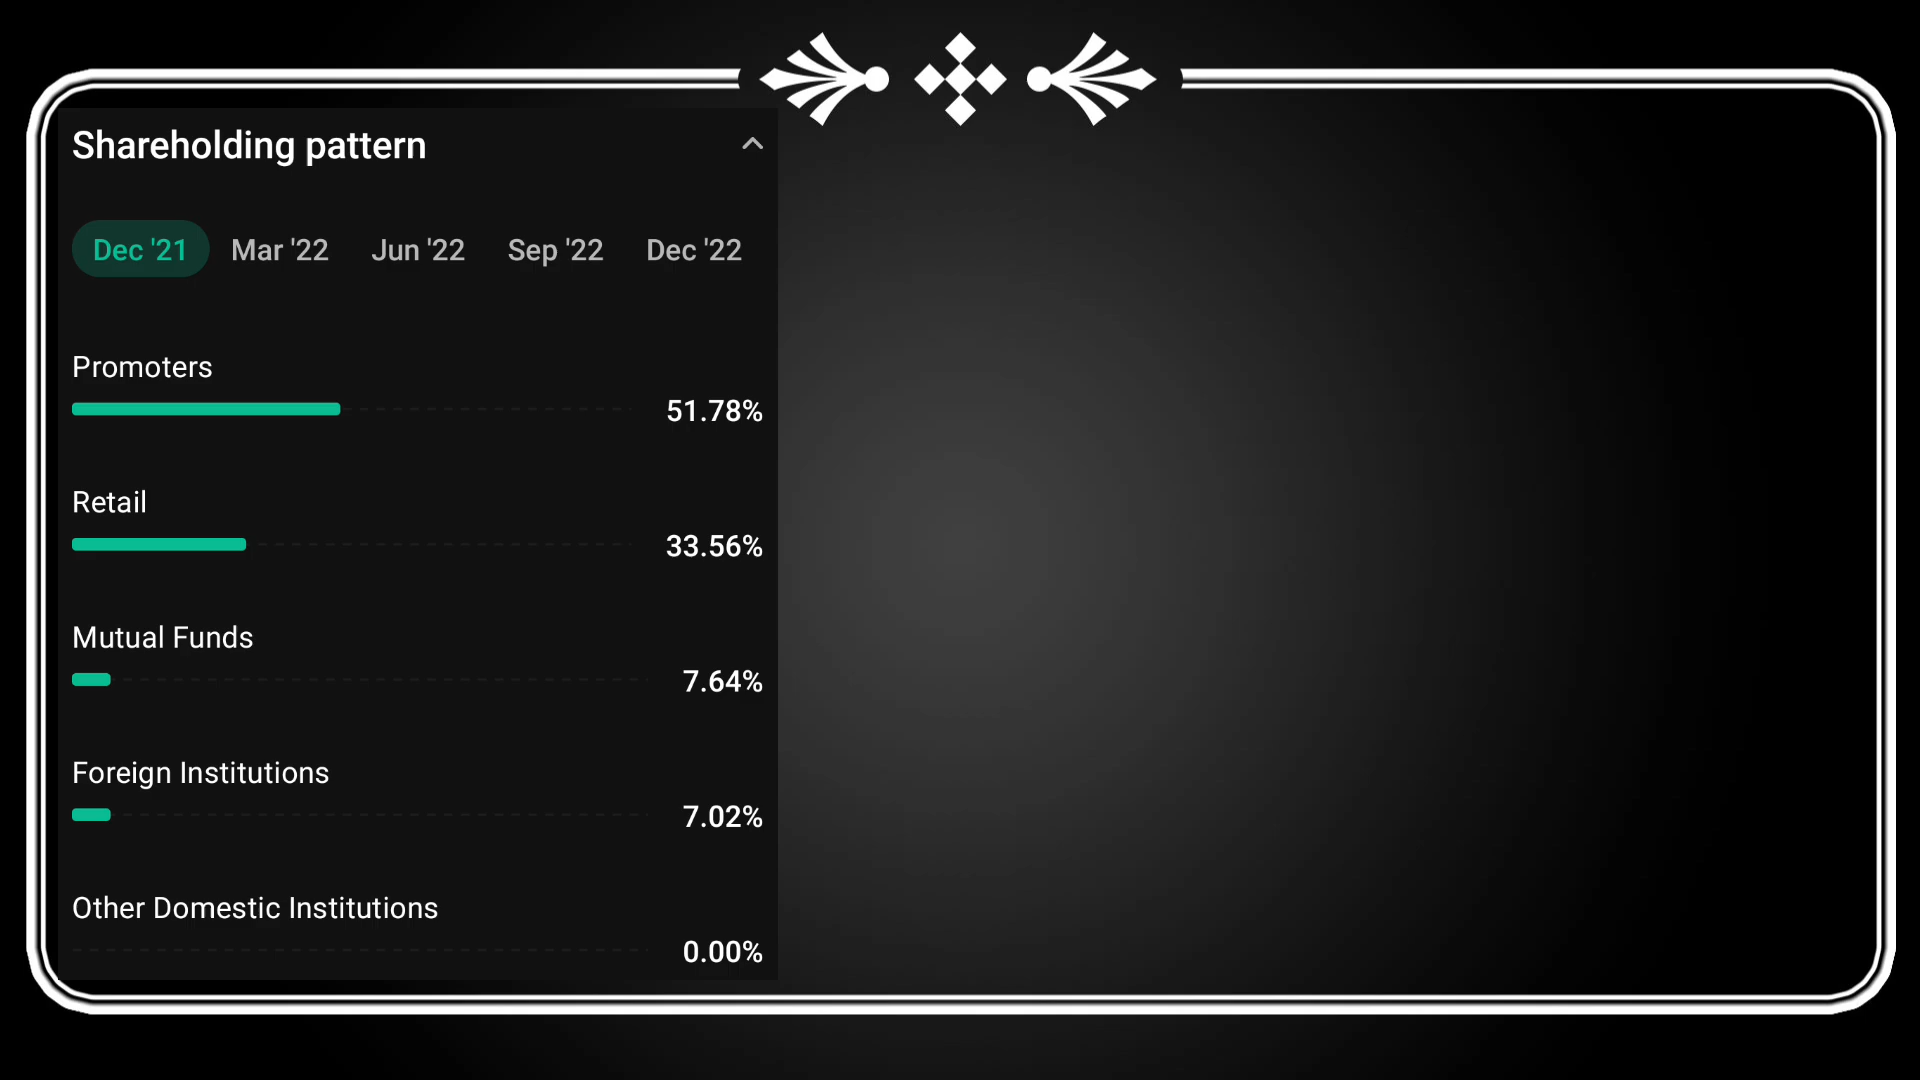 Shareholding pattern
Dec '21 Mar '22 Jun '22 Sep '22 Dec '22
Promoters
51.78%
Retail
33.56%
Mutual Funds
7.64%
Foreign Institutions
7.02%
Other Domestic Institutions
0.00%